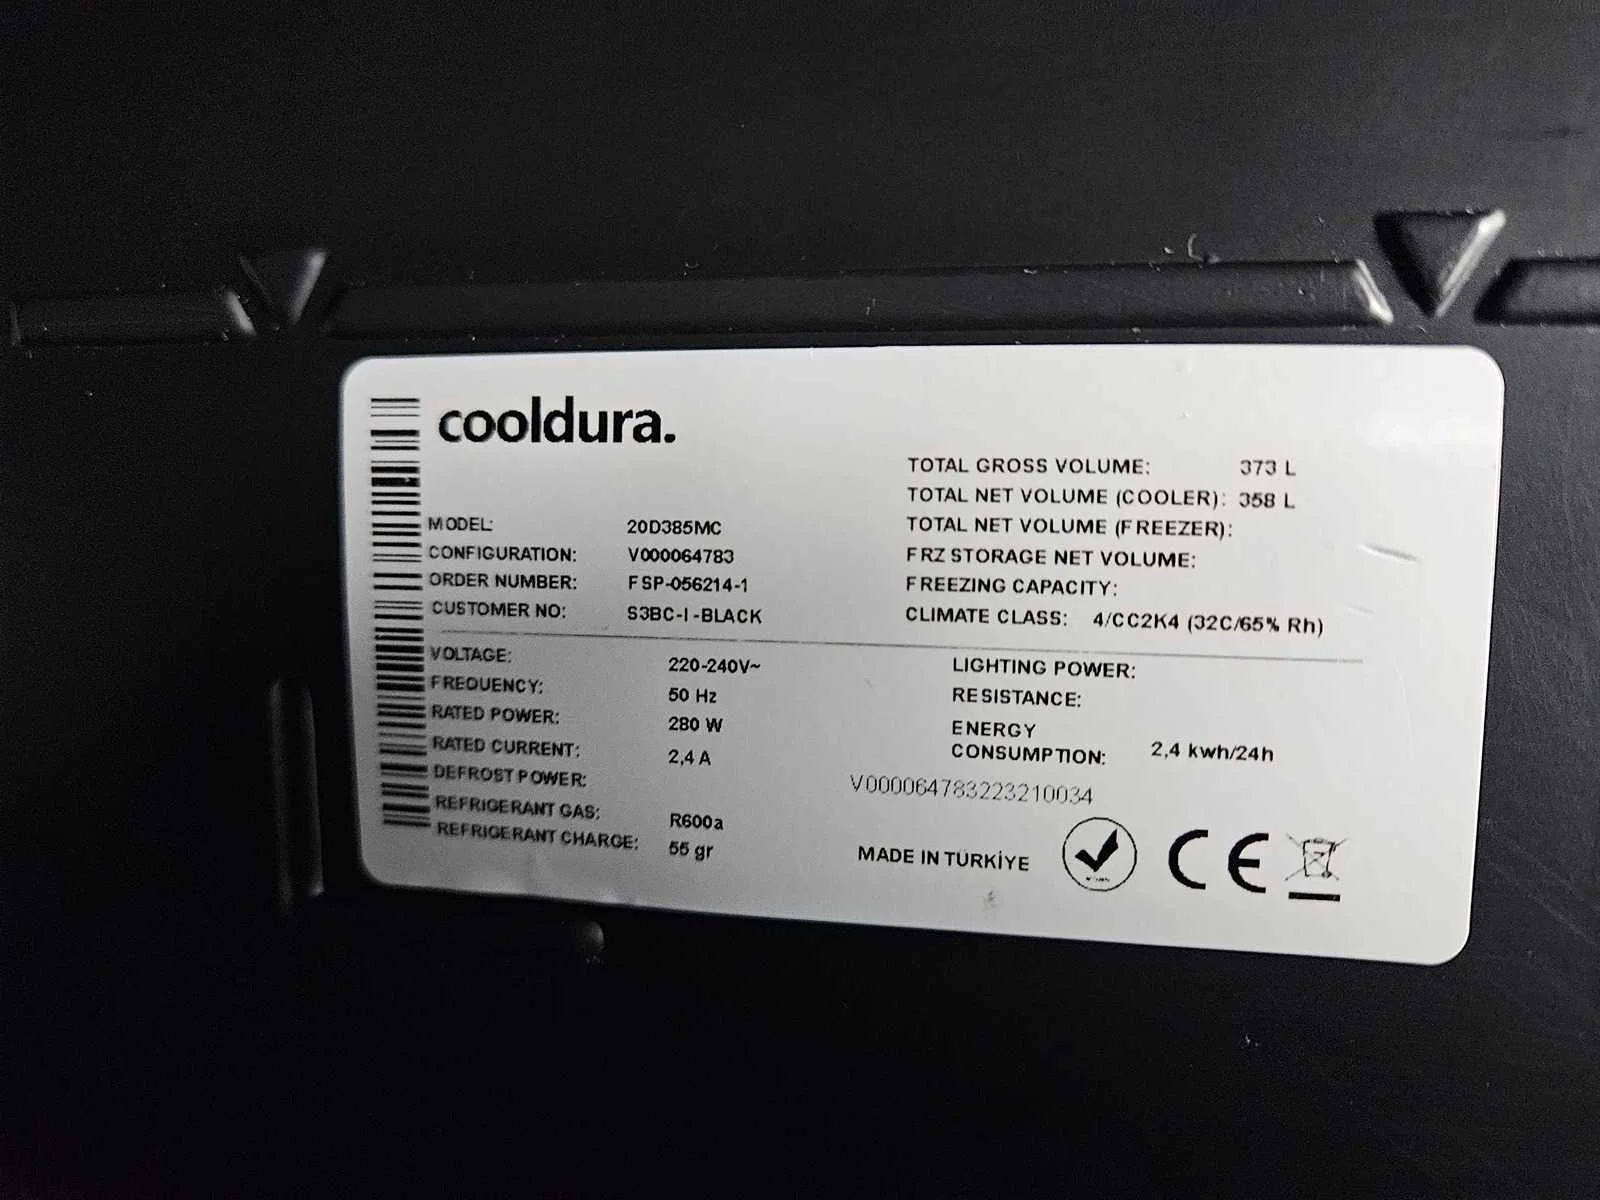 cooldura.
MODEL: 20D385MC
CONFIGURATION: V000064783
ORDER NUMBER: FSP-056214-1
CUSTOMER NO: S3BC-I-BLACK
TOTAL GROSS VOLUME: 373 L
TOTAL NET VOLUME (COOLER): 358 L
TOTAL NET VOLUME (FREEZER):
FRZ STORAGE NET VOLUME:
FREEZING CAPACITY:
CLIMATE CLASS: 4/CC2K4 (32C/65% Rh)
VOLTAGE: 220-240V~
FREQUENCY: 50 Hz
RATED POWER: 280 W
RATED CURRENT: 2,4 A
DEFROST POWER:
REFRIGERANT GAS: R600a
REFRIGERANT CHARGE: 55 gr
LIGHTING POWER:
RESISTANCE:
ENERGY
CONSUMPTION: 2,4 kwh/24h
V000064783223210034
MADE IN TÜRKİYE
CE